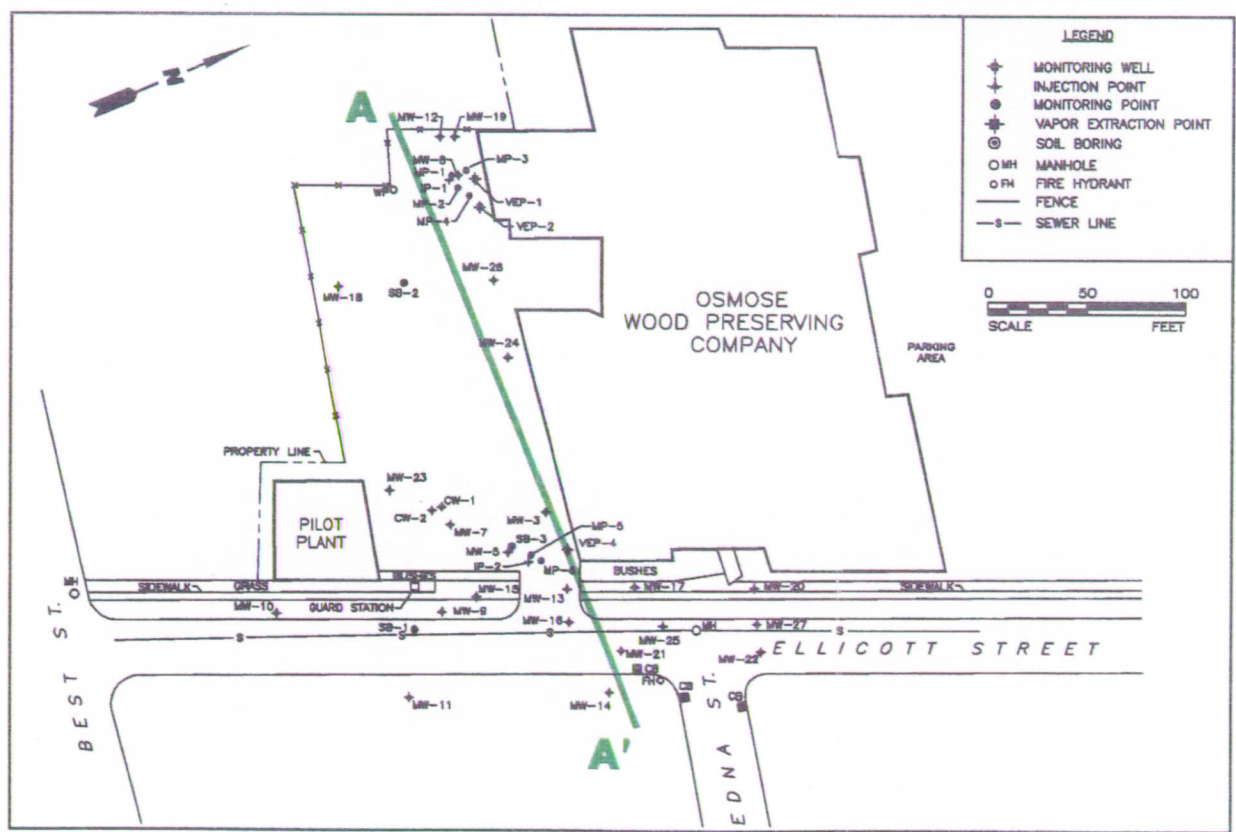 LEGEND
MONITORING WELL
INJECTION POINT
MONITORING POINT
VAPOR EXTRACTION POINT
SOIL BORING
MH MANHOLE
FH FIRE HYDRANT
FENCE
S SEWER LINE
N
A
MW-12
MW-19
MW-6
MP-3
MP-1
IP-1
MP-2
VEP-1
MP-4
VEP-2
WP
MW-26
MW-18
SB-2
OSMOSE
WOOD PRESERVING
COMPANY
0 100
SCALE FEET
MW-24
PARKING
AREA
PROPERTY LINE
MW-23
CW-1
CW-2
MW-7
MW-3
MP-5
SB-3
VEP-4
MW-5
IP-2
PILOT
PLANT
BUSHES
BUSHES
MH
SIDEWALK
GRASS
MW-15
MW-13
MW-17
MW-20
SIDEWALK
MW-10
GUARD STATION
MW-9
MW-16
SB-1
S
S
S
S
MW-25
MH
MW-27
MW-21
MW-22
ELLICOTT STREET
CB
FH
CB
CB
MW-11
MW-14
BEST ST.
EDNA ST.
A'